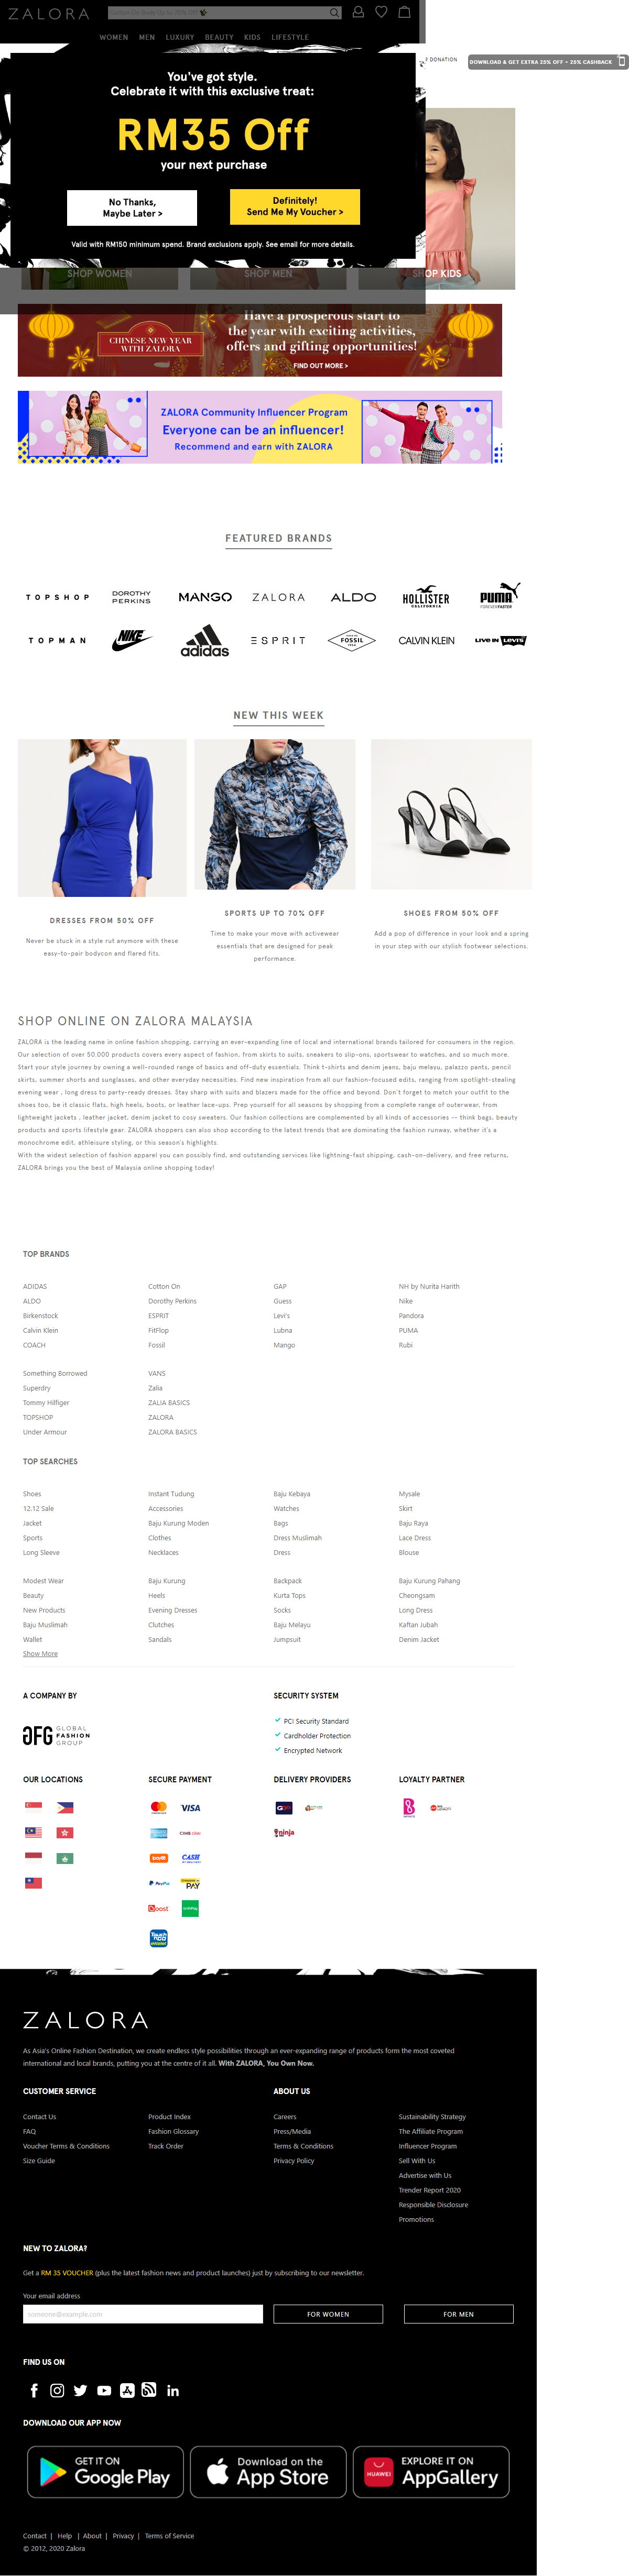 ZALORA
WOMEN MEN LUXURY BEAUTY KIDS LIFESTYLE
DONATION
DOWNLOAD & GET EXTRA 25% OFF + 25% CASHBACK
You've got style.
Celebrate it with this exclusive treat:
RM35 Off
your next purchase
No Thanks,
Maybe Later >
Definitely!
Send Me My Voucher >
Valid with RM150 minimum spend. Brand exclusions apply. See email for more details.
SHOP WOMEN
SHOP MEN
SHOP KIDS
CHINESE NEW YEAR
WITH ZALORA
Have a prosperous start to
the year with exciting activities,
offers and gifting opportunities!
FIND OUT MORE >
ZALORA Community Influencer Program
Everyone can be an influencer!
Recommend and earn with ZALORA
FEATURED BRANDS
TOPSHOP
DOROTHY
PERKINS
MANGO
ZALORA
ALDO
HOLLISTER
CALIFORNIA
PUMA
FOREVER FASTER
TOPMAN
NIKE
adidas
ESPRIT
FOSSIL
CALVIN KLEIN
LIVE IN Levi's
NEW THIS WEEK
DRESSES FROM 50% OFF
Never be stuck in a style rut anymore with these
easy-to-pair bodycon and flared fits.
SPORTS UP TO 70% OFF
Time to make your move with activewear
essentials that are designed for peak
performance.
SHOES FROM 50% OFF
Add a pop of difference in your look and a spring
in your step with our stylish footwear selections.
SHOP ONLINE ON ZALORA MALAYSIA
ZALORA is the leading name in online fashion shopping, carrying an ever-expanding line of local and international brands tailored for consumers in the region.
Our selection of over 50,000 products covers every aspect of fashion, from skirts to suits, sneakers to slip-ons, sportswear to watches, and so much more.
Start your style journey by owning a well-rounded range of basics and off-duty essentials. Think t-shirts and denim jeans, baju melayu, palazzo pants, pencil
skirts, summer shorts and sunglasses, and other everyday necessities. Find new inspiration from all our fashion-focused edits, ranging from spotlight-stealing
evening wear , long dress to party-ready dresses. Stay sharp with suits and blazers made for the office and beyond. Don't forget to match your outfit to the
shoes too, be it classic flats, high heels, boots, or leather lace-ups. Prep yourself for all seasons by shopping from a complete range of outerwear, from
lightweight jackets , leather jacket, denim jacket to cosy sweaters. Our fashion collections are complemented by all kinds of accessories -- think bags, beauty
products and sports lifestyle gear. ZALORA shoppers can also shop according to the latest trends that are dominating the fashion runway, whether it's a
monochrome edit, athleisure styling, or this season's highlights.
With the widest selection of fashion apparel you can possibly find, and outstanding services like lightning-fast shipping, cash-on-delivery, and free returns,
ZALORA brings you the best of Malaysia online shopping today!
TOP BRANDS
ADIDAS Cotton On GAP NH by Nurita Harith
ALDO Dorothy Perkins Guess Nike
Birkenstock ESPRIT Levi's Pandora
Calvin Klein FitFlop Lubna PUMA
COACH Fossil Mango Rubi
Something Borrowed VANS
Superdry Zalia
Tommy Hilfiger ZALIA BASICS
TOPSHOP ZALORA
Under Armour ZALORA BASICS
TOP SEARCHES
Shoes Instant Tudung Baju Kebaya Mysale
12.12 Sale Accessories Watches Skirt
Jacket Baju Kurung Moden Bags Baju Raya
Sports Clothes Dress Muslimah Lace Dress
Long Sleeve Necklaces Dress Blouse
Modest Wear Baju Kurung Backpack Baju Kurung Pahang
Beauty Heels Kurta Tops Cheongsam
New Products Evening Dresses Socks Long Dress
Baju Muslimah Clutches Baju Melayu Kaftan Jubah
Wallet Sandals Jumpsuit Denim Jacket
Show More
A COMPANY BY
GFG GLOBAL
FASHION
GROUP
SECURITY SYSTEM
PCI Security Standard
Cardholder Protection
Encrypted Network
OUR LOCATIONS SECURE PAYMENT DELIVERY PROVIDERS LOYALTY PARTNER
VISA
CIMB Clicks
CASH
PayPal
PAY
Boost
Touch 'n Go
ninja
ZALORA
As Asia's Online Fashion Destination, we create endless style possibilities through an ever-expanding range of products form the most coveted
international and local brands, putting you at the centre of it all. With ZALORA, You Own Now.
CUSTOMER SERVICE ABOUT US
Contact Us Product Index Careers Sustainability Strategy
FAQ Fashion Glossary Press/Media The Affiliate Program
Voucher Terms & Conditions Track Order Terms & Conditions Influencer Program
Size Guide Privacy Policy Sell With Us
Advertise with Us
Trender Report 2020
Responsible Disclosure
Promotions
NEW TO ZALORA?
Get a RM 35 VOUCHER (plus the latest fashion news and product launches) just by subscribing to our newsletter.
Your email address
someone@example.com
FOR WOMEN
FOR MEN
FIND US ON
DOWNLOAD OUR APP NOW
GET IT ON
Google Play
Download on the
App Store
HUAWEI
EXPLORE IT ON
AppGallery
Contact | Help | About | Privacy | Terms of Service
© 2012, 2020 Zalora